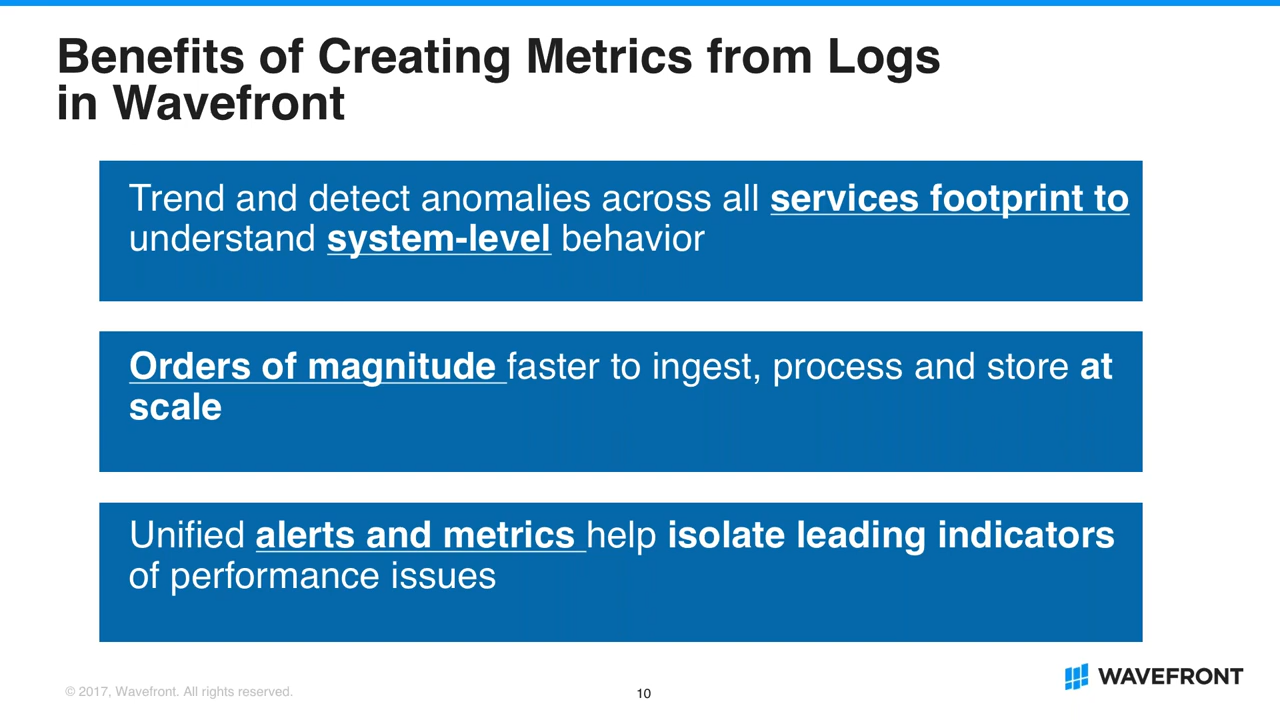 Benefits of Creating Metrics from Logs
in Wavefront
Trend and detect anomalies across all services footprint to
understand system-level behavior
Orders of magnitude faster to ingest, process and store at
scale
Unified alerts and metrics help isolate leading indicators
of performance issues
© 2017, Wavefront. All rights reserved.
10
WAVEFRONT